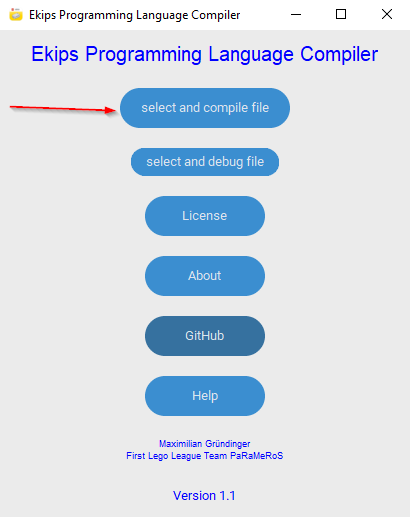 Ekips Programming Language Compiler
Ekips Programming Language Compiler
select and compile file
select and debug file
License
About
GitHub
Help
Maximilian Gründinger
First Lego League Team PaRaMeRoS
Version 1.1